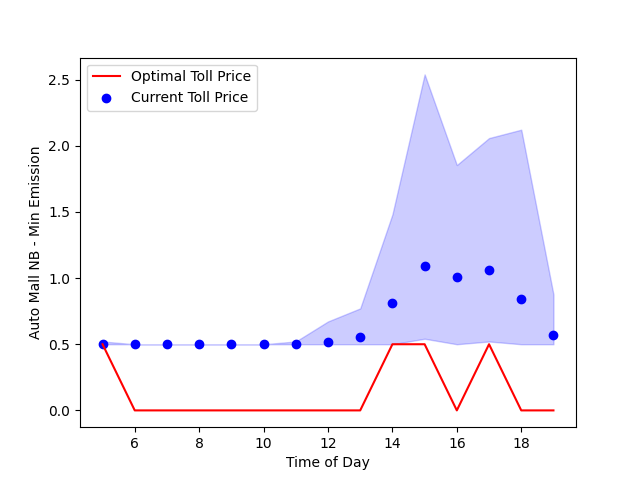 Optimal Toll Price
Current Toll Price
Auto Mall NB - Min Emission
2.5
2.0
1.5
1.0
0.5
0.0
6 8 10 12 14 16 18
Time of Day